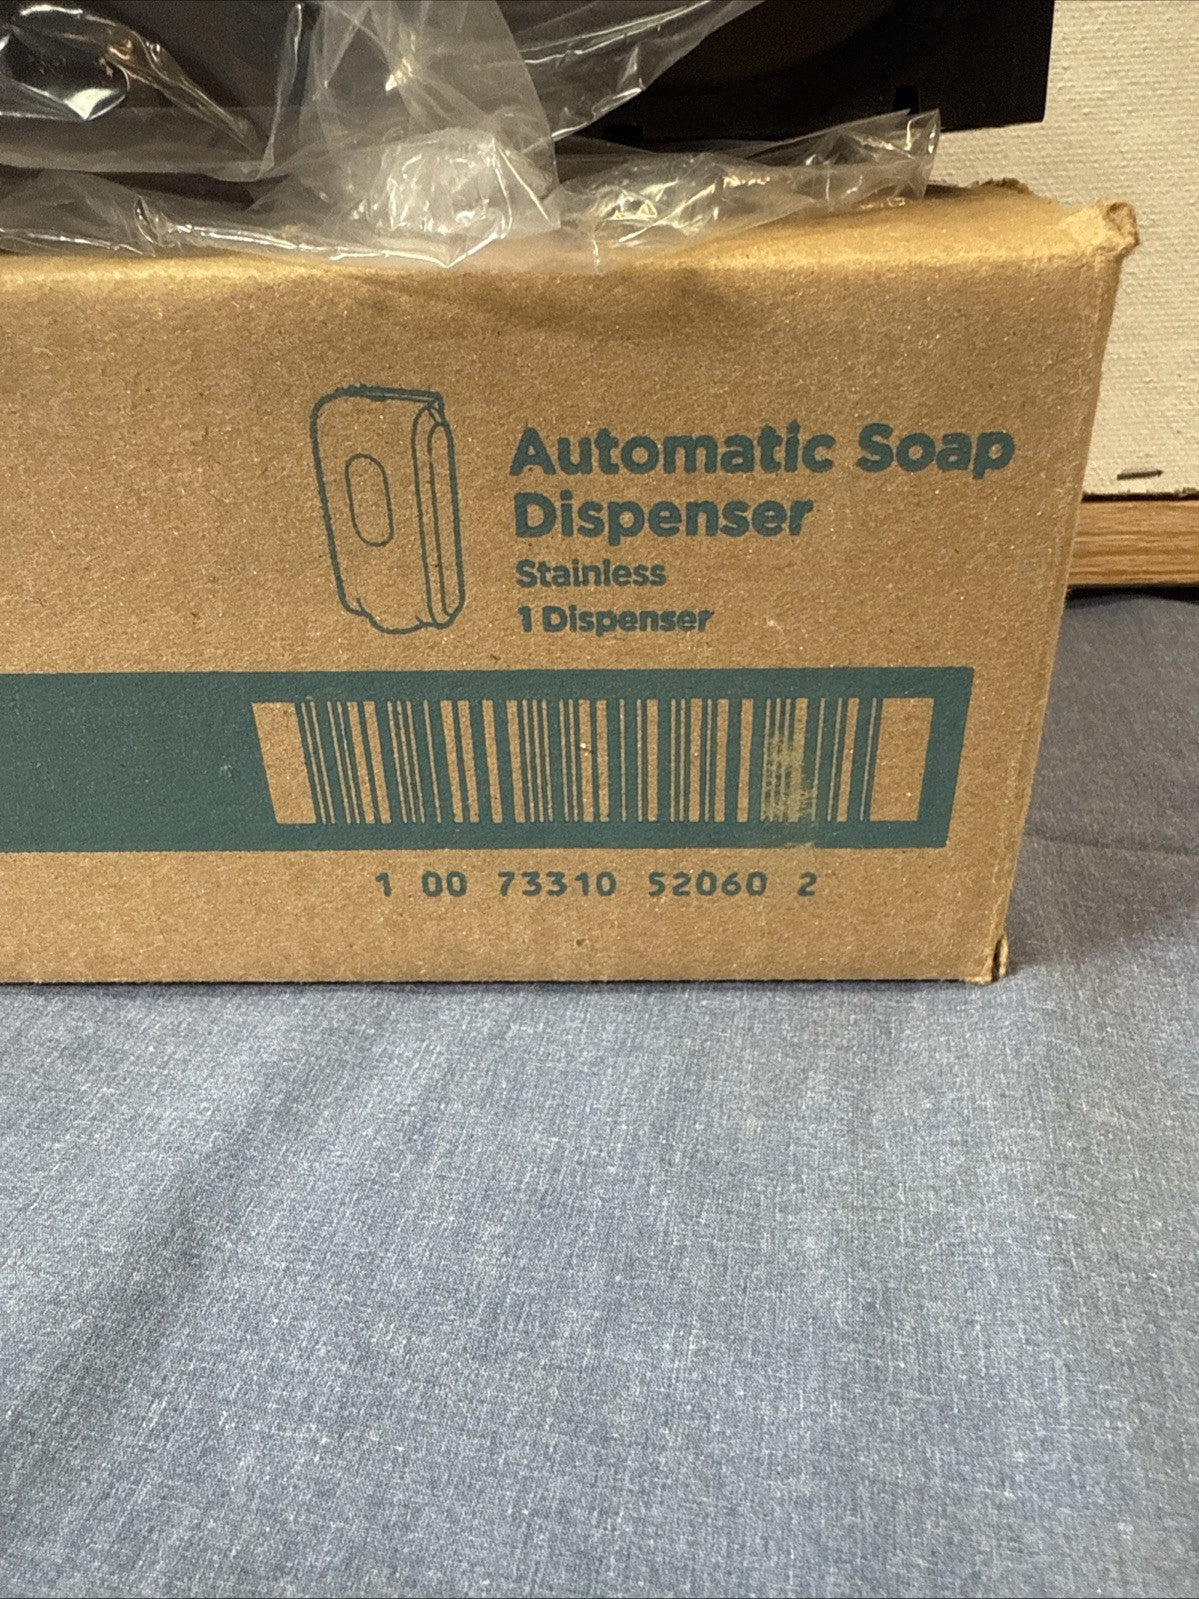 Automatic Soap
Dispenser
Stainless
1 Dispenser
1 00 73310 52060 2